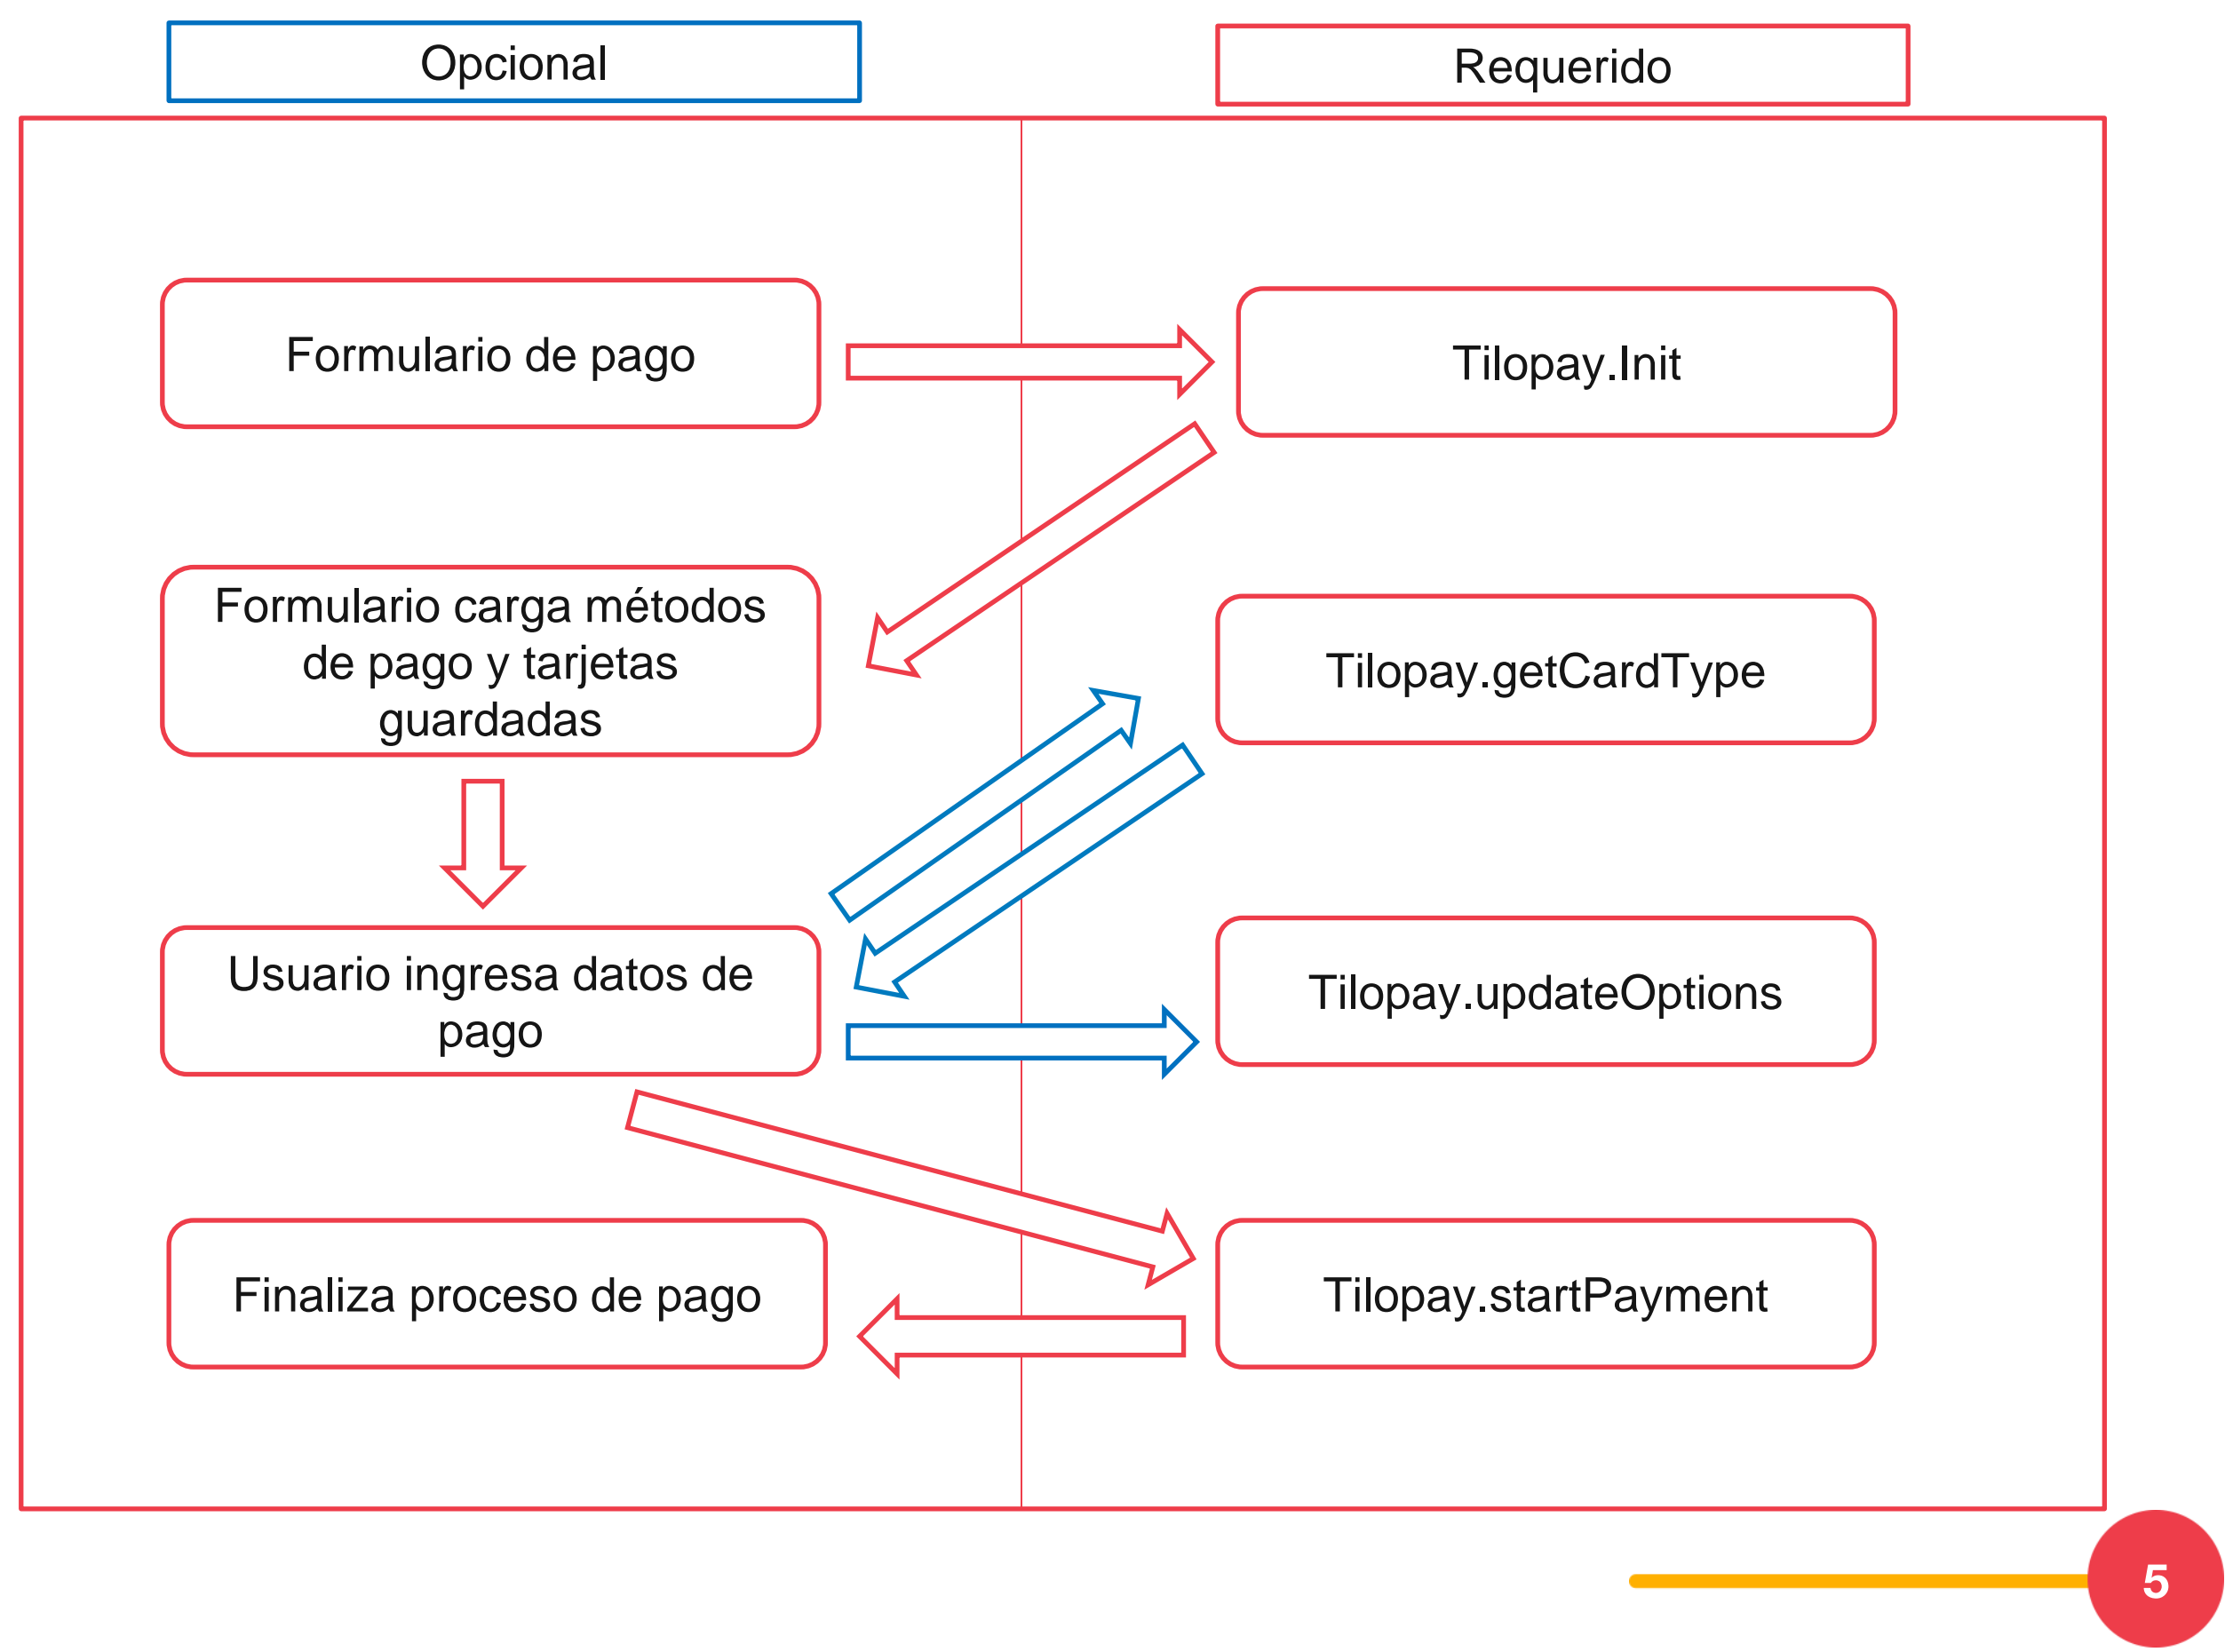 Opcional
Requerido
Formulario de pago
Tilopay.Init
Formulario carga métodos
de pago y tarjetas
guardadas
Tilopay.getCardType
Usuario ingresa datos de
pago
Tilopay.updateOptions
Finaliza proceso de pago
Tilopay.startPayment
5